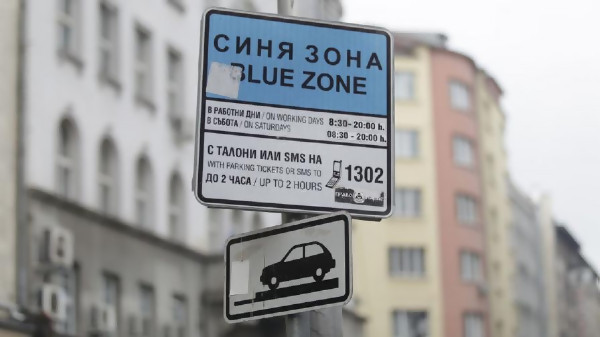 СИНЯ ЗОНА
BLUE ZONE
В РАБОТНИ ДНИ / ON WORKING DAYS 8:30- 20:00 h.
В СЪБОТА / ON SATURDAYS 08:30 - 20:00 h.
С ТАЛОНИ ИЛИ SMS НА
WITH PARKING TICKETS OR SMS TO 1302
ДО 2 ЧАСА / UP TO 2 HOURS